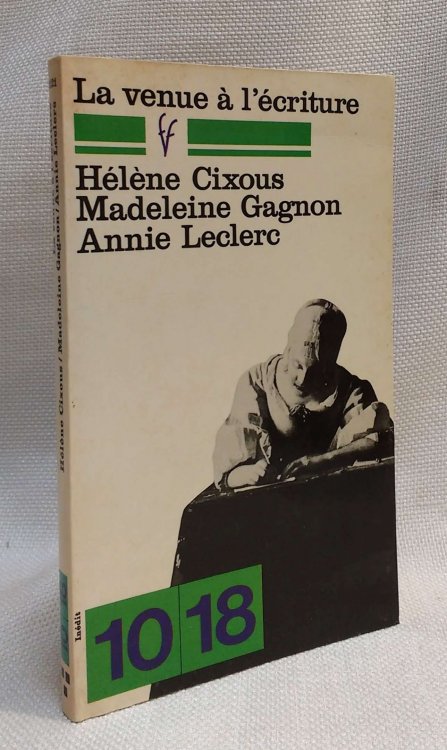 La venue à l'écriture
ff
Hélène Cixous
Madeleine Gagnon
Annie Leclerc
Inédit
10 18
Hélène Cixous / Madeleine Gagnon / Annie Leclerc